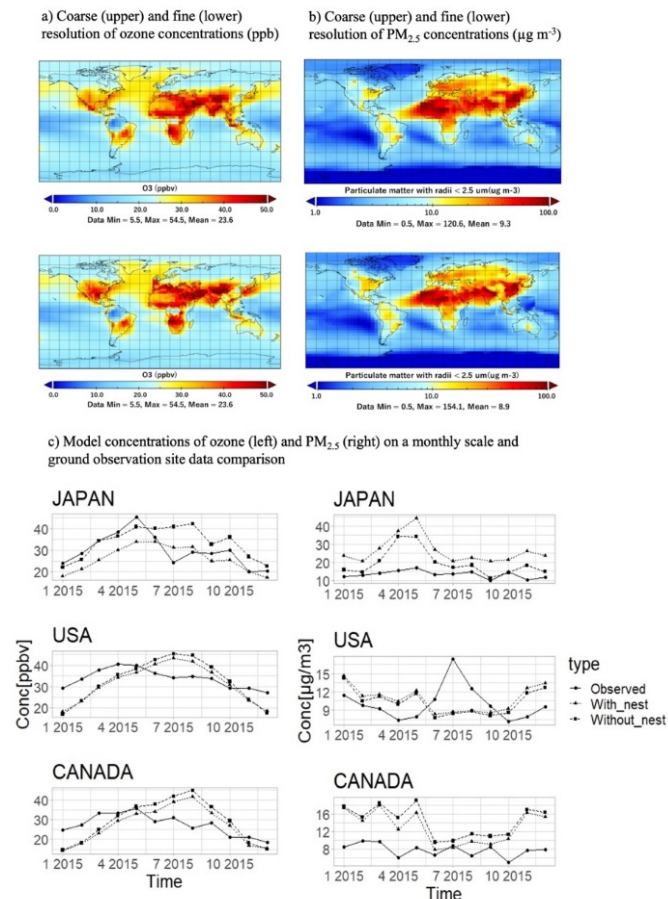 a) Coarse (upper) and fine (lower)
resolution of ozone concentrations (ppb)
b) Coarse (upper) and fine (lower)
resolution of PM2.5 concentrations (µg m-3)
O3 (ppbv)
0.0 10.0 20.0 30.0 40.0 50.0
Data Min = 5.5, Max = 54.5, Mean = 23.6
Particulate matter with radii < 2.5 um(ug m-3)
1.0 10.0 100.0
Data Min = 0.5, Max = 120.6, Mean = 9.3
O3 (ppbv)
0.0 10.0 20.0 30.0 40.0 50.0
Data Min = 5.5, Max = 54.5, Mean = 23.6
Particulate matter with radii < 2.5 um(ug m-3)
1.0 10.0 100.0
Data Min = 0.5, Max = 154.1, Mean = 8.9
c) Model concentrations of ozone (left) and PM2.5 (right) on a monthly scale and
ground observation site data comparison
JAPAN
40
30
20
1 2015 4 2015 7 2015 10 2015
USA
40
30
20
1 2015 4 2015 7 2015 10 2015
CANADA
40
30
20
1 2015 4 2015 7 2015 10 2015
Conc[ppbv]
Time
JAPAN
40
30
20
10
1 2015 4 2015 7 2015 10 2015
USA
15
12
9
1 2015 4 2015 7 2015 10 2015
CANADA
16
12
8
1 2015 4 2015 7 2015 10 2015
Conc[µg/m3]
Time
type
Observed
With_nest
Without_nest